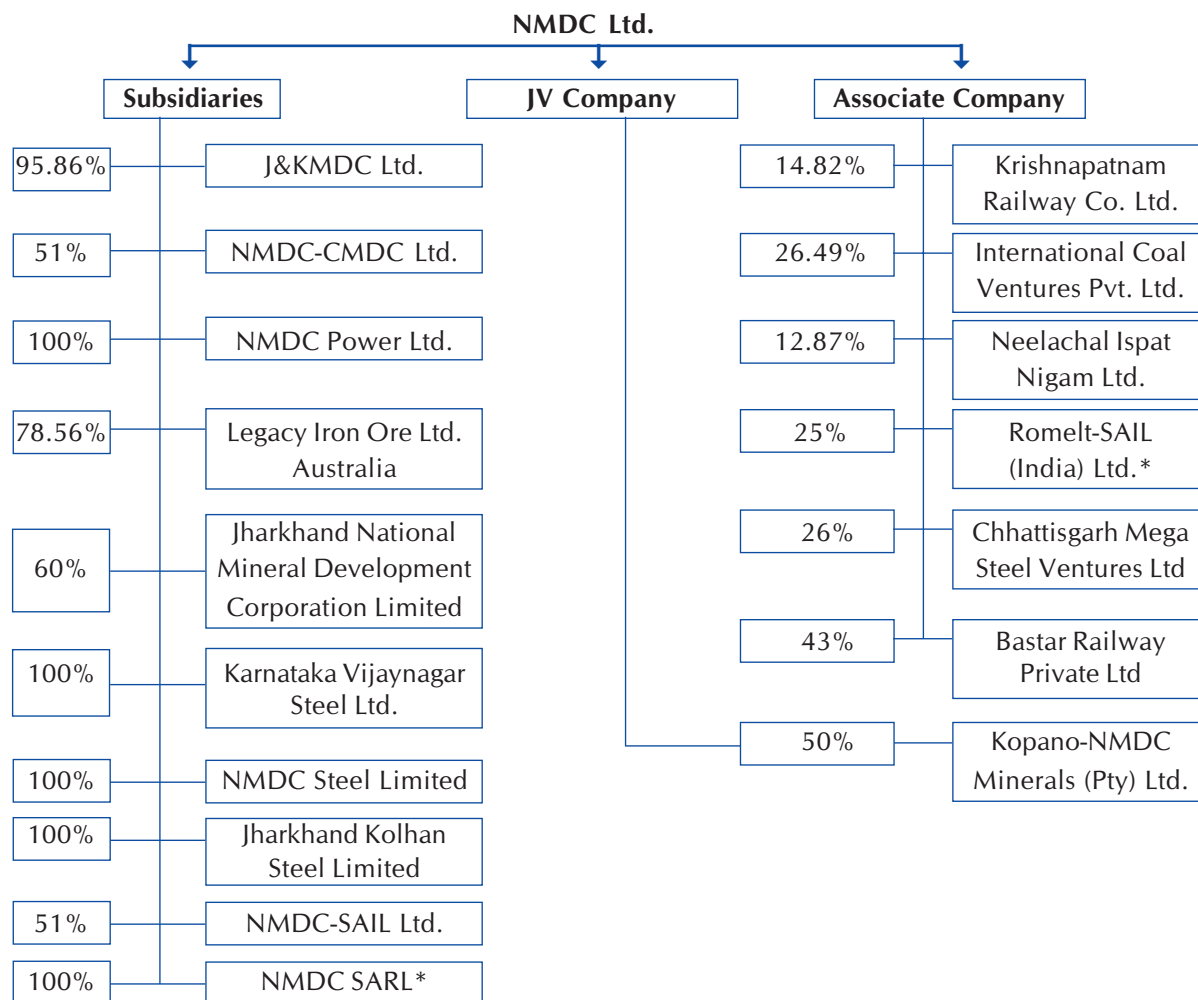 NMDC Ltd.
Subsidiaries
JV Company
Associate Company
95.86%
J&KMDC Ltd.
51%
NMDC-CMDC Ltd.
100%
NMDC Power Ltd.
78.56%
Legacy Iron Ore Ltd.
Australia
60%
Jharkhand National
Mineral Development
Corporation Limited
100%
Karnataka Vijaynagar
Steel Ltd.
100%
NMDC Steel Limited
100%
Jharkhand Kolhan
Steel Limited
51%
NMDC-SAIL Ltd.
100%
NMDC SARL*
14.82%
Krishnapatnam
Railway Co. Ltd.
26.49%
International Coal
Ventures Pvt. Ltd.
12.87%
Neelachal Ispat
Nigam Ltd.
25%
Romelt-SAIL
(India) Ltd.*
26%
Chhattisgarh Mega
Steel Ventures Ltd
43%
Bastar Railway
Private Ltd
50%
Kopano-NMDC
Minerals (Pty) Ltd.